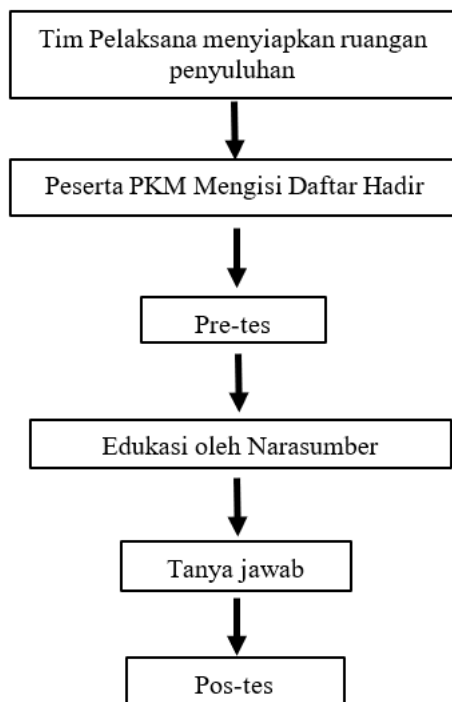 Tim Pelaksana menyiapkan ruangan
penyuluhan
Peserta PKM Mengisi Daftar Hadir
Pre-tes
Edukasi oleh Narasumber
Tanya jawab
Pos-tes